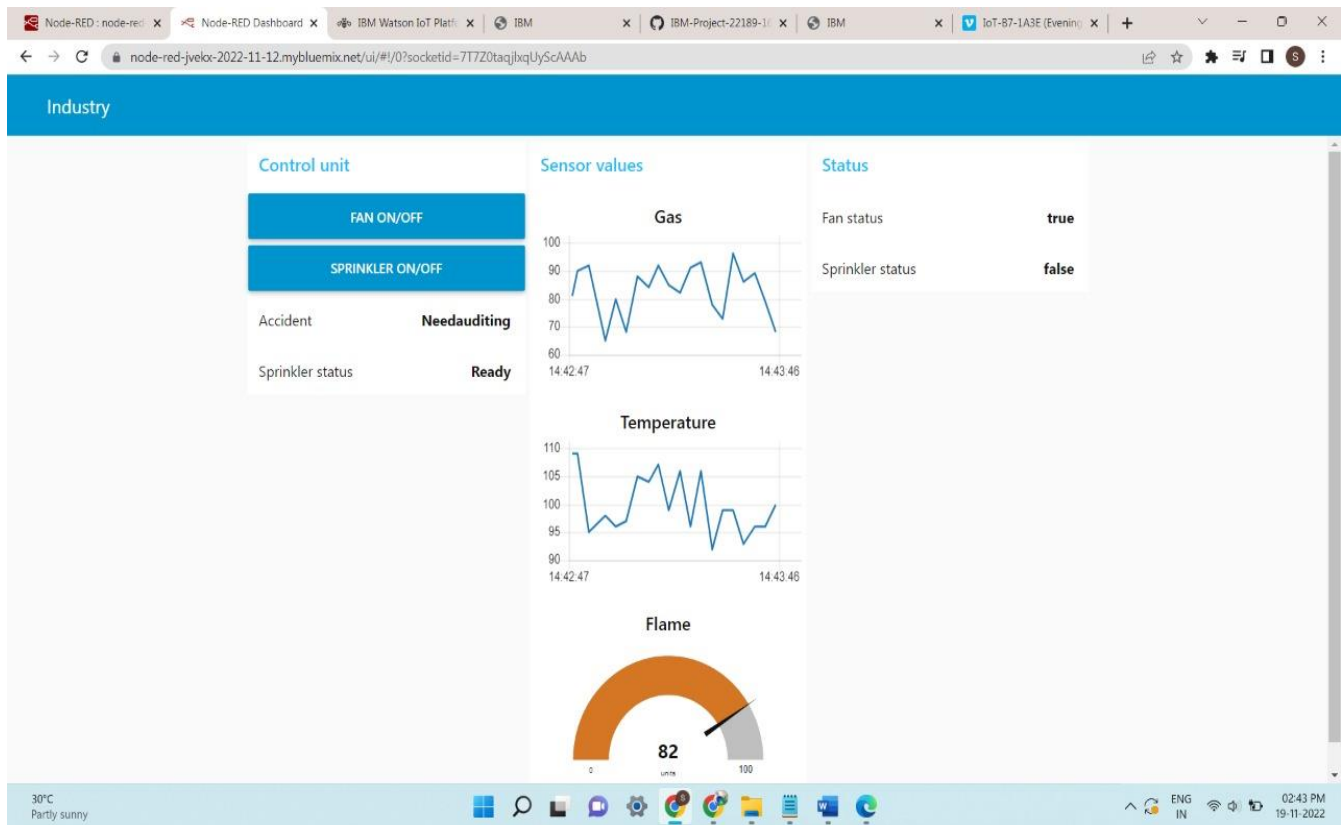 Node-RED : node-red
Node-RED Dashboard
IBM Watson IoT Platf
IBM
IBM-Project-22189-1
IBM
IoT-B7-1A3E (Evening
node-red-jvekx-2022-11-12.mybluemix.net/ui/#!/0?socketid=7T7Z0taqjlxqUyScAAAb
S
Industry
Control unit
FAN ON/OFF
SPRINKLER ON/OFF
Accident Needauditing
Sprinkler status Ready
Sensor values
Gas
100
90
80
70
60
14:42:47 14:43:46
Temperature
110
105
100
95
90
14:42:47 14:43:46
Flame
82
0 units 100
Status
Fan status true
Sprinkler status false
30°C
Partly sunny
ENG
IN
02:43 PM
19-11-2022